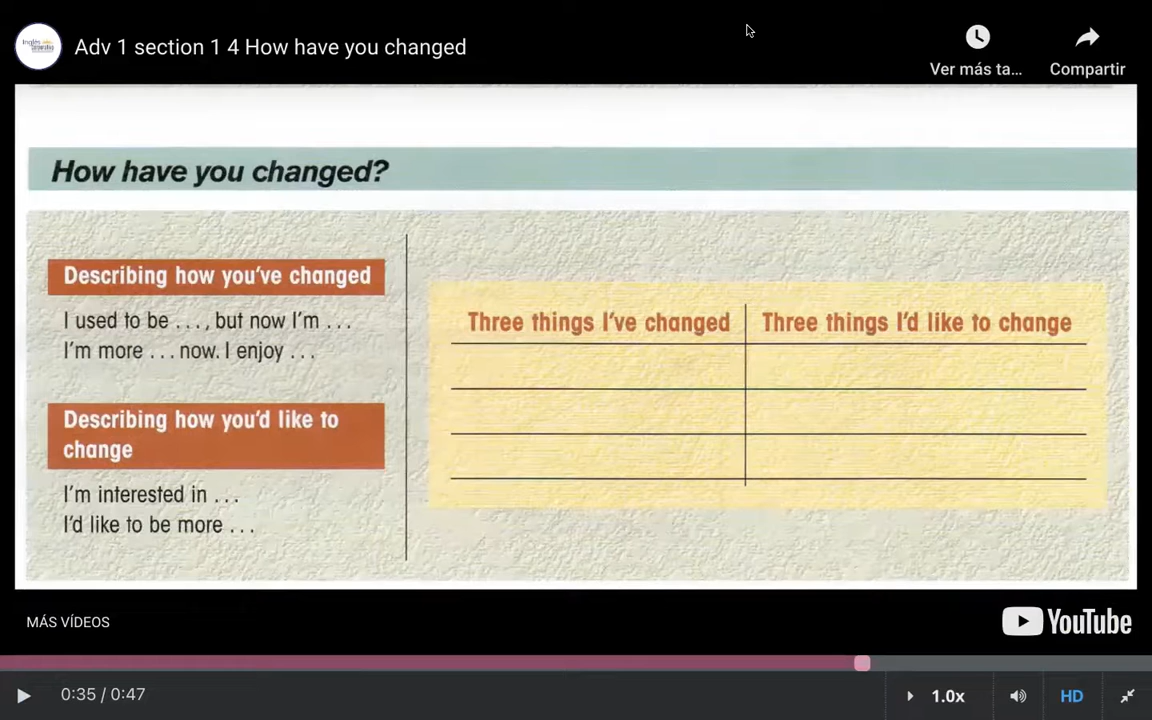 Adv 1 section 1 4 How have you changed
Ver más ta...
Compartir
How have you changed?
Describing how you've changed
I used to be . . . , but now I'm . . .
I'm more . . . now. I enjoy . . .
Describing how you'd like to
change
I'm interested in . . .
I'd like to be more . . .
Three things I've changed
Three things I'd like to change
MÁS VÍDEOS
YouTube
0:35 / 0:47
1.0x
HD